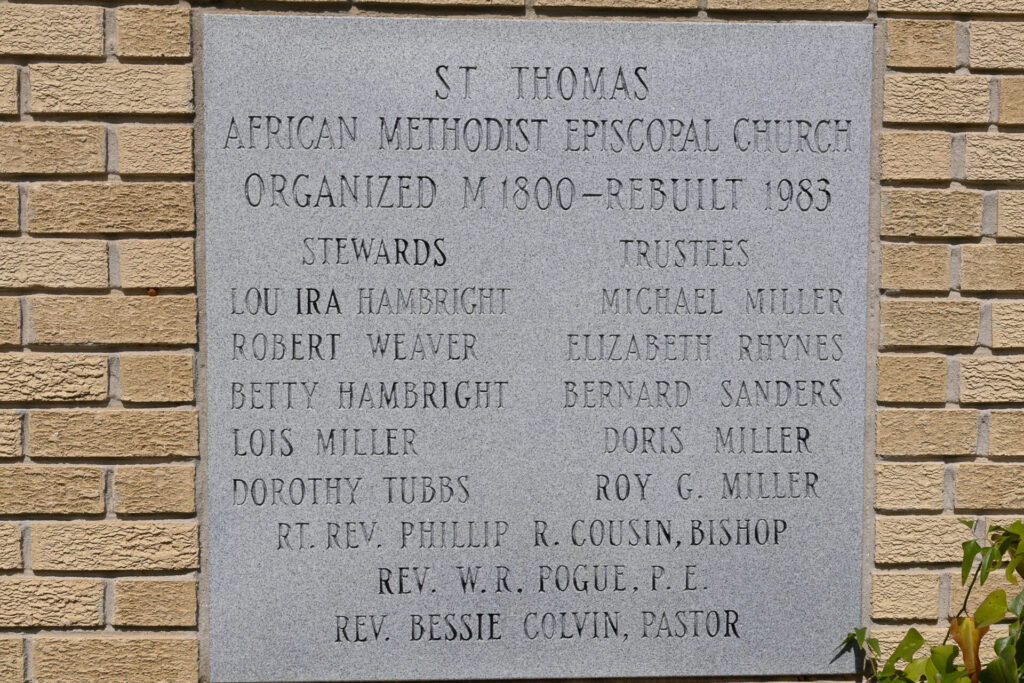 ST THOMAS
AFRICAN METHODIST EPISCOPAL CHURCH
ORGANIZED M 1800 – REBUILT 1983
STEWARDS TRUSTEES
LOU IRA HAMBRIGHT MICHAEL MILLER
ROBERT WEAVER ELIZABETH RHYNES
BETTY HAMBRIGHT BERNARD SANDERS
LOIS MILLER DORIS MILLER
DOROTHY TUBBS ROY G. MILLER
RT. REV. PHILLIP R. COUSIN, BISHOP
REV. W. R. POGUE, P. E.
REV. BESSIE COLVIN, PASTOR